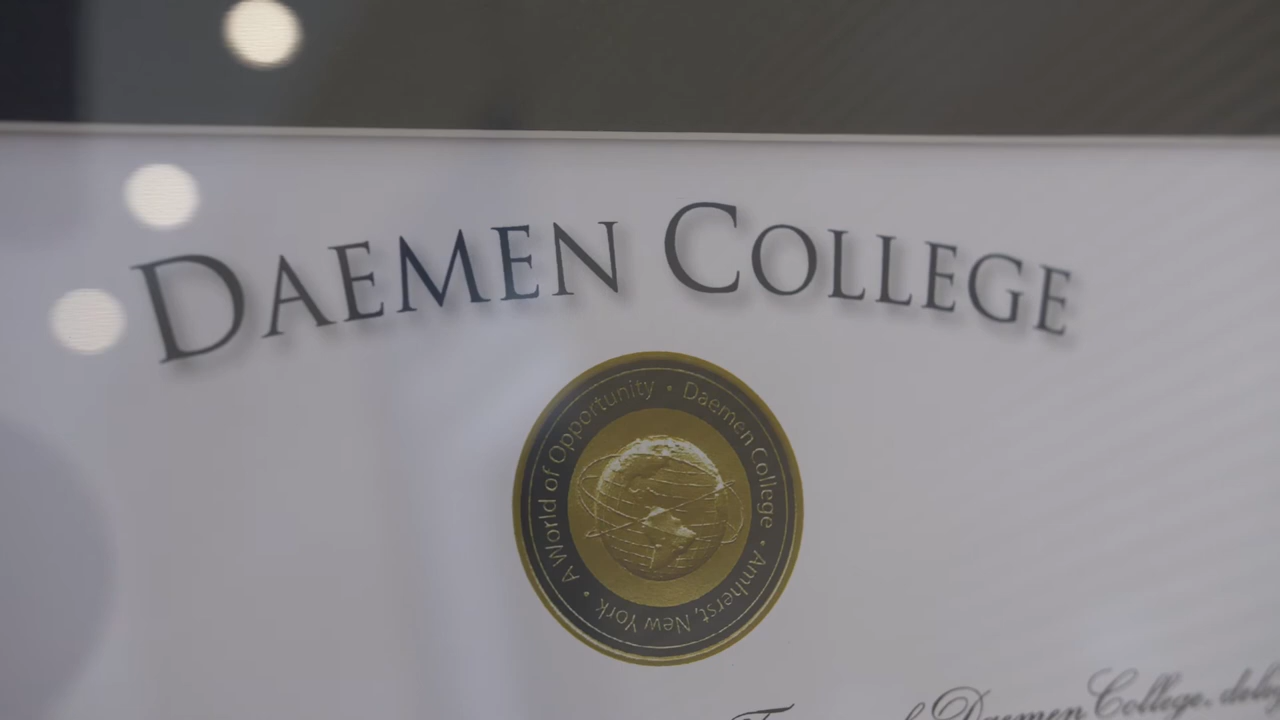 DAEMEN COLLEGE
A World of Opportunity • Daemen College • Amherst, New York •
Daemen College,